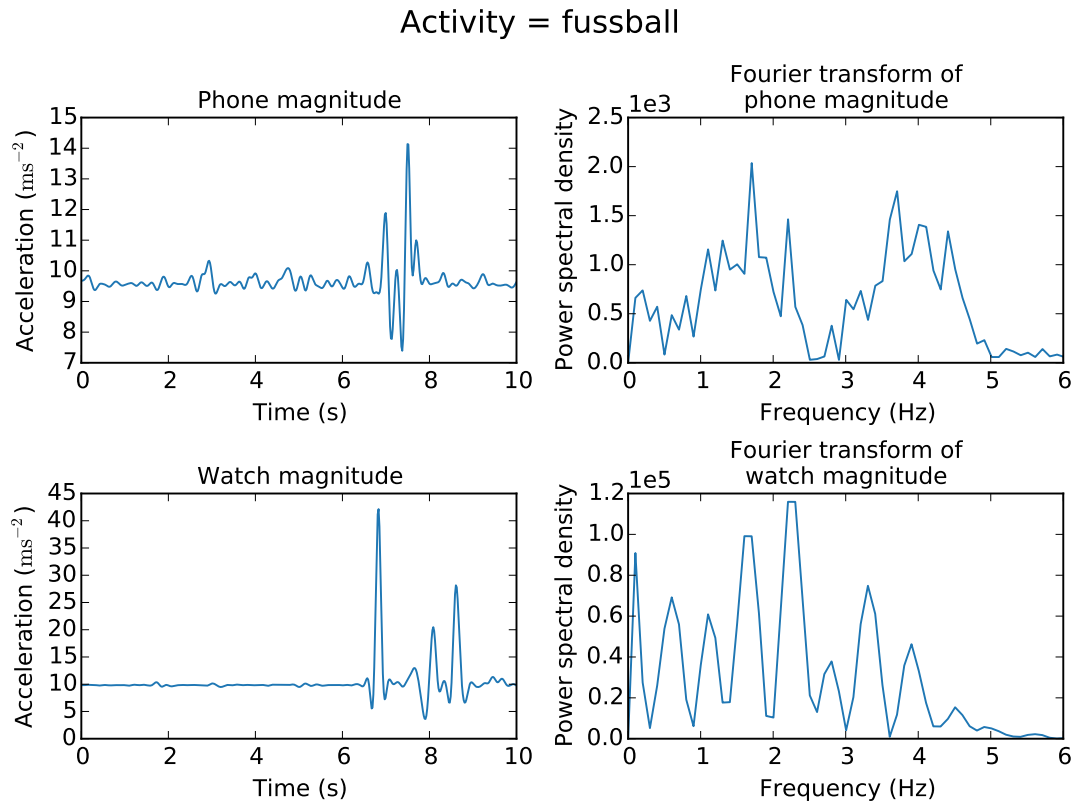 Activity = fussball
Phone magnitude
Acceleration (ms⁻²)
15
14
13
12
11
10
9
8
7
0 2 4 6 8 10
Time (s)
Fourier transform of
phone magnitude
1e3
Power spectral density
2.5
2.0
1.5
1.0
0.5
0.0
0 1 2 3 4 5 6
Frequency (Hz)
Watch magnitude
Acceleration (ms⁻²)
45
40
35
30
25
20
15
10
5
0
0 2 4 6 8 10
Time (s)
Fourier transform of
watch magnitude
1e5
Power spectral density
1.2
1.0
0.8
0.6
0.4
0.2
0.0
0 1 2 3 4 5 6
Frequency (Hz)